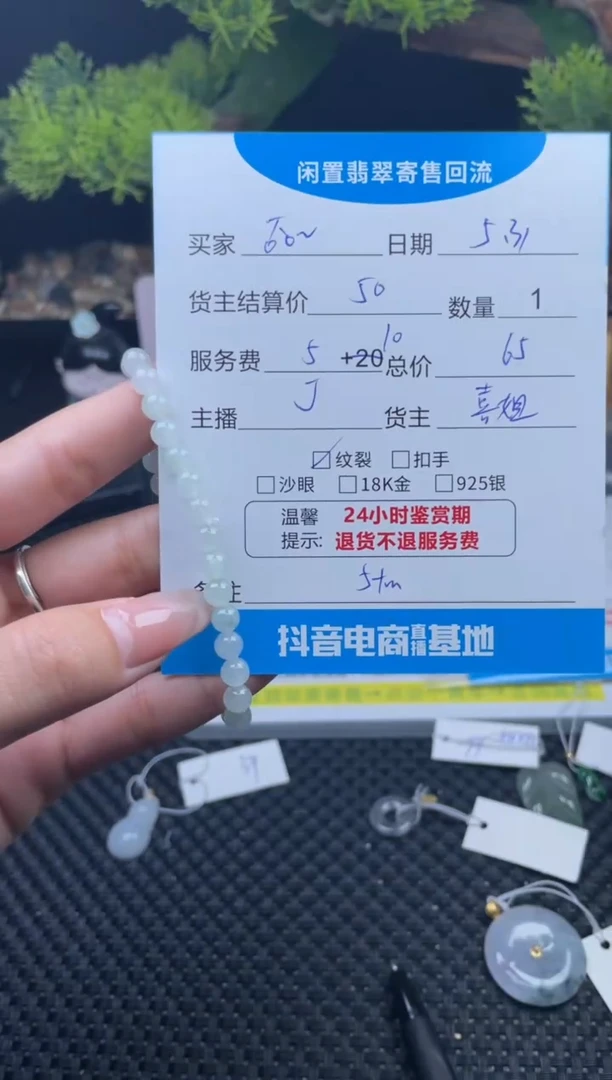 闲置翡翠寄售回流
买家 日期 5.31
货主结算价 50 数量 1
服务费 5 +20 10 总价 65
主播 J 货主 喜姐
☑纹裂 □扣手
□沙眼 □18K金 □925银
温馨 24小时鉴赏期
提示: 退货不退服务费
备注
抖音电商直播基地